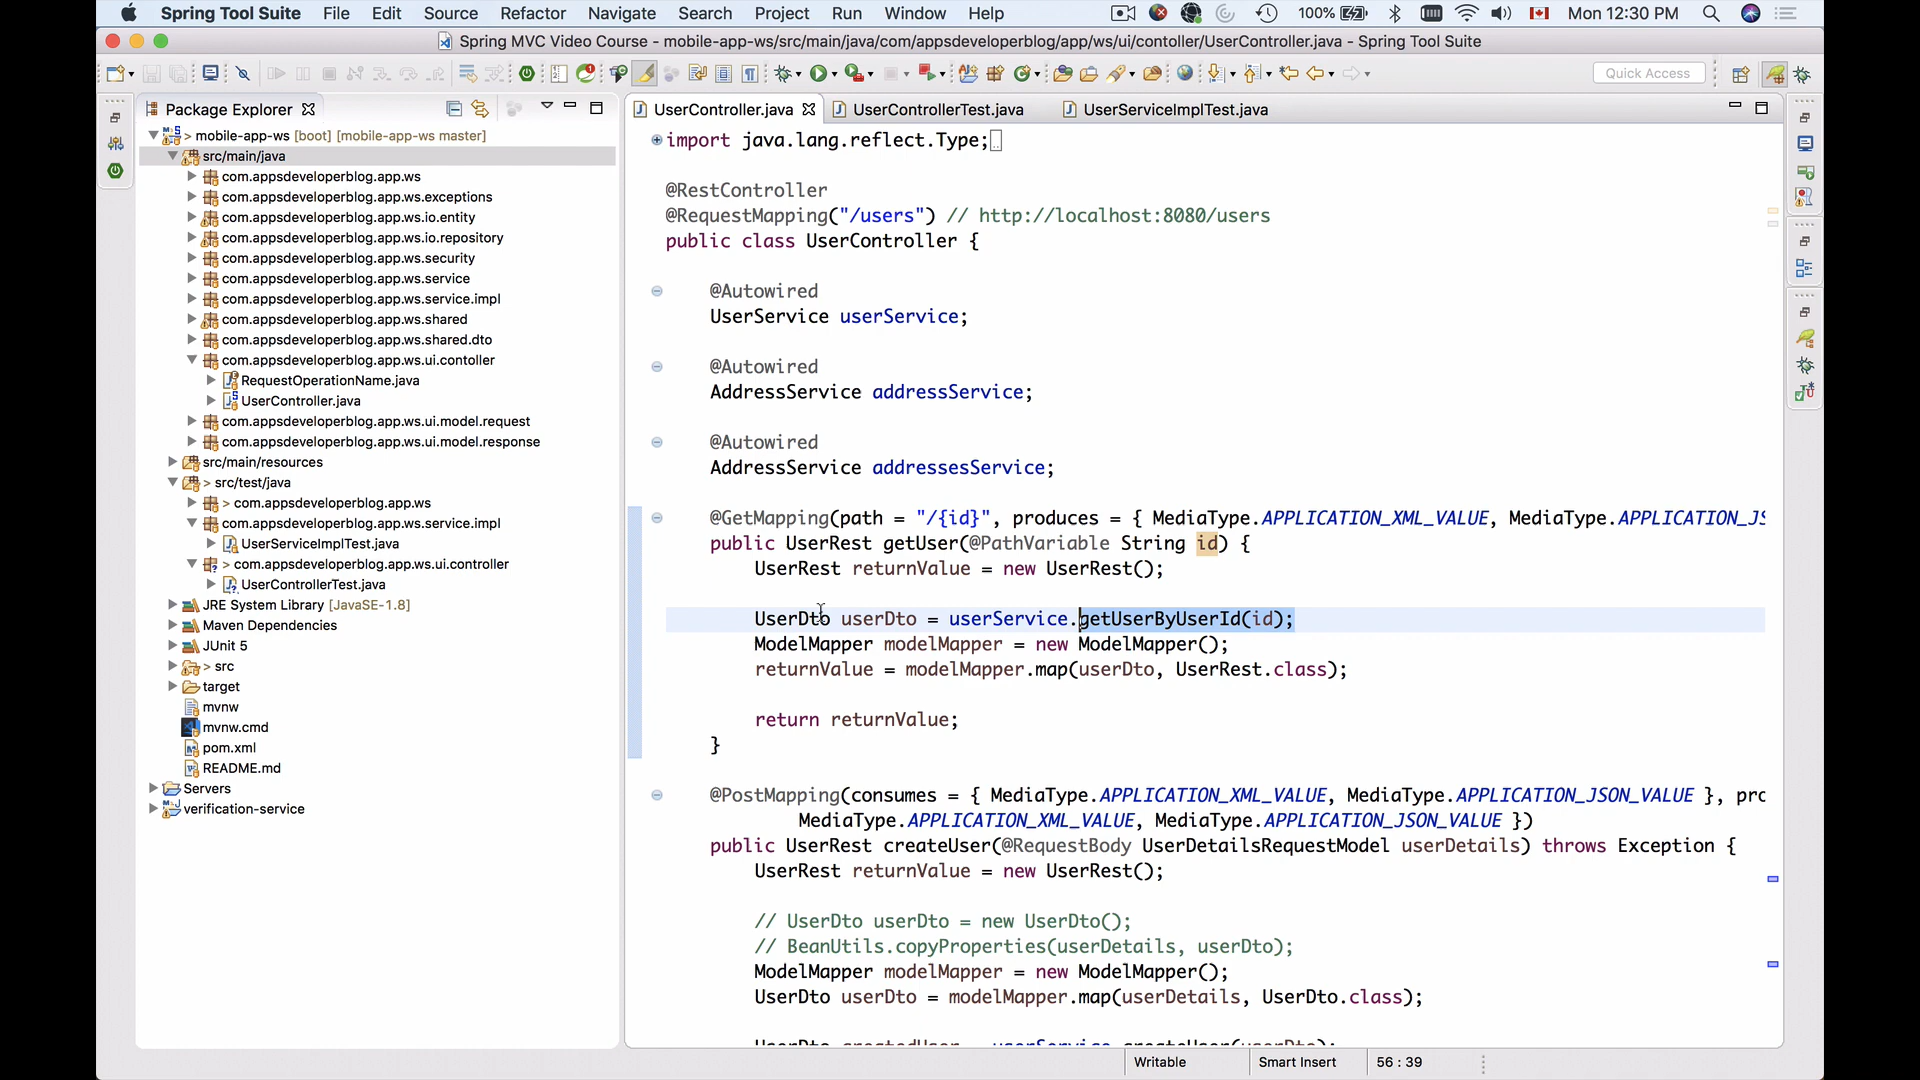 Spring Tool Suite File Edit Source Refactor Navigate Search Project Run Window Help 100% Mon 12:30 PM
Spring MVC Video Course - mobile-app-ws/src/main/java/com/appsdeveloperblog/app/ws/ui/contoller/UserController.java - Spring Tool Suite
Quick Access
Package Explorer
mobile-app-ws [boot] [mobile-app-ws master]
src/main/java
com.appsdeveloperblog.app.ws
com.appsdeveloperblog.app.ws.exceptions
com.appsdeveloperblog.app.ws.io.entity
com.appsdeveloperblog.app.ws.io.repository
com.appsdeveloperblog.app.ws.security
com.appsdeveloperblog.app.ws.service
com.appsdeveloperblog.app.ws.service.impl
com.appsdeveloperblog.app.ws.shared
com.appsdeveloperblog.app.ws.shared.dto
com.appsdeveloperblog.app.ws.ui.contoller
RequestOperationName.java
UserController.java
com.appsdeveloperblog.app.ws.ui.model.request
com.appsdeveloperblog.app.ws.ui.model.response
src/main/resources
> src/test/java
> com.appsdeveloperblog.app.ws
com.appsdeveloperblog.app.ws.service.impl
UserServiceImplTest.java
> com.appsdeveloperblog.app.ws.ui.controller
UserControllerTest.java
JRE System Library [JavaSE-1.8]
Maven Dependencies
JUnit 5
> src
target
mvnw
mvnw.cmd
pom.xml
README.md
Servers
verification-service
UserController.java UserControllerTest.java UserServiceImplTest.java
import java.lang.reflect.Type;
@RestController
@RequestMapping("/users") // http://localhost:8080/users
public class UserController {
@Autowired
UserService userService;
@Autowired
AddressService addressService;
@Autowired
AddressService addressesService;
@GetMapping(path = "/{id}", produces = { MediaType.APPLICATION_XML_VALUE, MediaType.APPLICATION_JS
public UserRest getUser(@PathVariable String id) {
UserRest returnValue = new UserRest();
UserDto userDto = userService.getUserByUserId(id);
ModelMapper modelMapper = new ModelMapper();
returnValue = modelMapper.map(userDto, UserRest.class);
return returnValue;
}
@PostMapping(consumes = { MediaType.APPLICATION_XML_VALUE, MediaType.APPLICATION_JSON_VALUE }, pro
MediaType.APPLICATION_XML_VALUE, MediaType.APPLICATION_JSON_VALUE })
public UserRest createUser(@RequestBody UserDetailsRequestModel userDetails) throws Exception {
UserRest returnValue = new UserRest();
// UserDto userDto = new UserDto();
// BeanUtils.copyProperties(userDetails, userDto);
ModelMapper modelMapper = new ModelMapper();
UserDto userDto = modelMapper.map(userDetails, UserDto.class);
UserDto createdUser = userService.createUser(userDto);
Writable Smart Insert 56 : 39